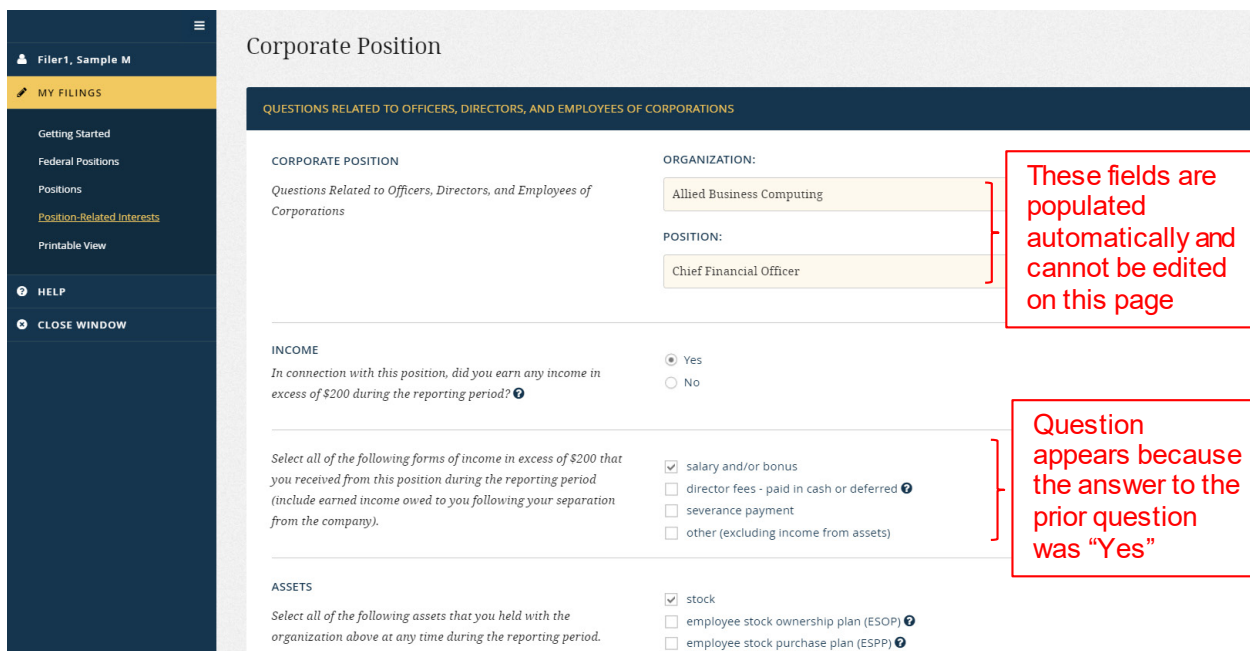 Filer1, Sample M
MY FILINGS
Getting Started
Federal Positions
Positions
Position-Related Interests
Printable View
HELP
CLOSE WINDOW
Corporate Position
QUESTIONS RELATED TO OFFICERS, DIRECTORS, AND EMPLOYEES OF CORPORATIONS
CORPORATE POSITION
Questions Related to Officers, Directors, and Employees of
Corporations
ORGANIZATION:
Allied Business Computing
POSITION:
Chief Financial Officer
These fields are
populated
automatically and
cannot be edited
on this page
INCOME
In connection with this position, did you earn any income in
excess of $200 during the reporting period?
Yes
No
Select all of the following forms of income in excess of $200 that
you received from this position during the reporting period
(include earned income owed to you following your separation
from the company).
salary and/or bonus
director fees - paid in cash or deferred
severance payment
other (excluding income from assets)
Question
appears because
the answer to the
prior question
was “Yes”
ASSETS
Select all of the following assets that you held with the
organization above at any time during the reporting period.
stock
employee stock ownership plan (ESOP)
employee stock purchase plan (ESPP)